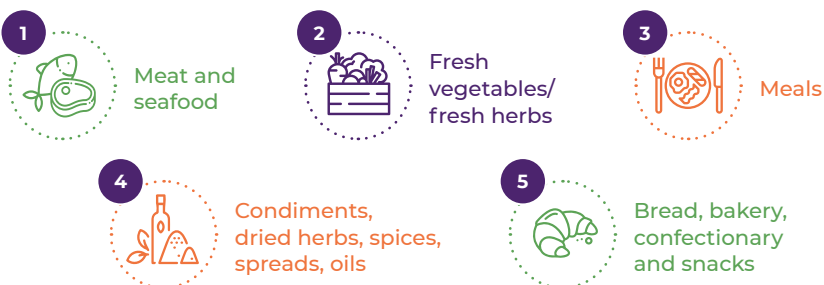 1
Meat and
seafood
2
Fresh
vegetables/
fresh herbs
3
Meals
4
Condiments,
dried herbs, spices,
spreads, oils
5
Bread, bakery,
confectionary
and snacks